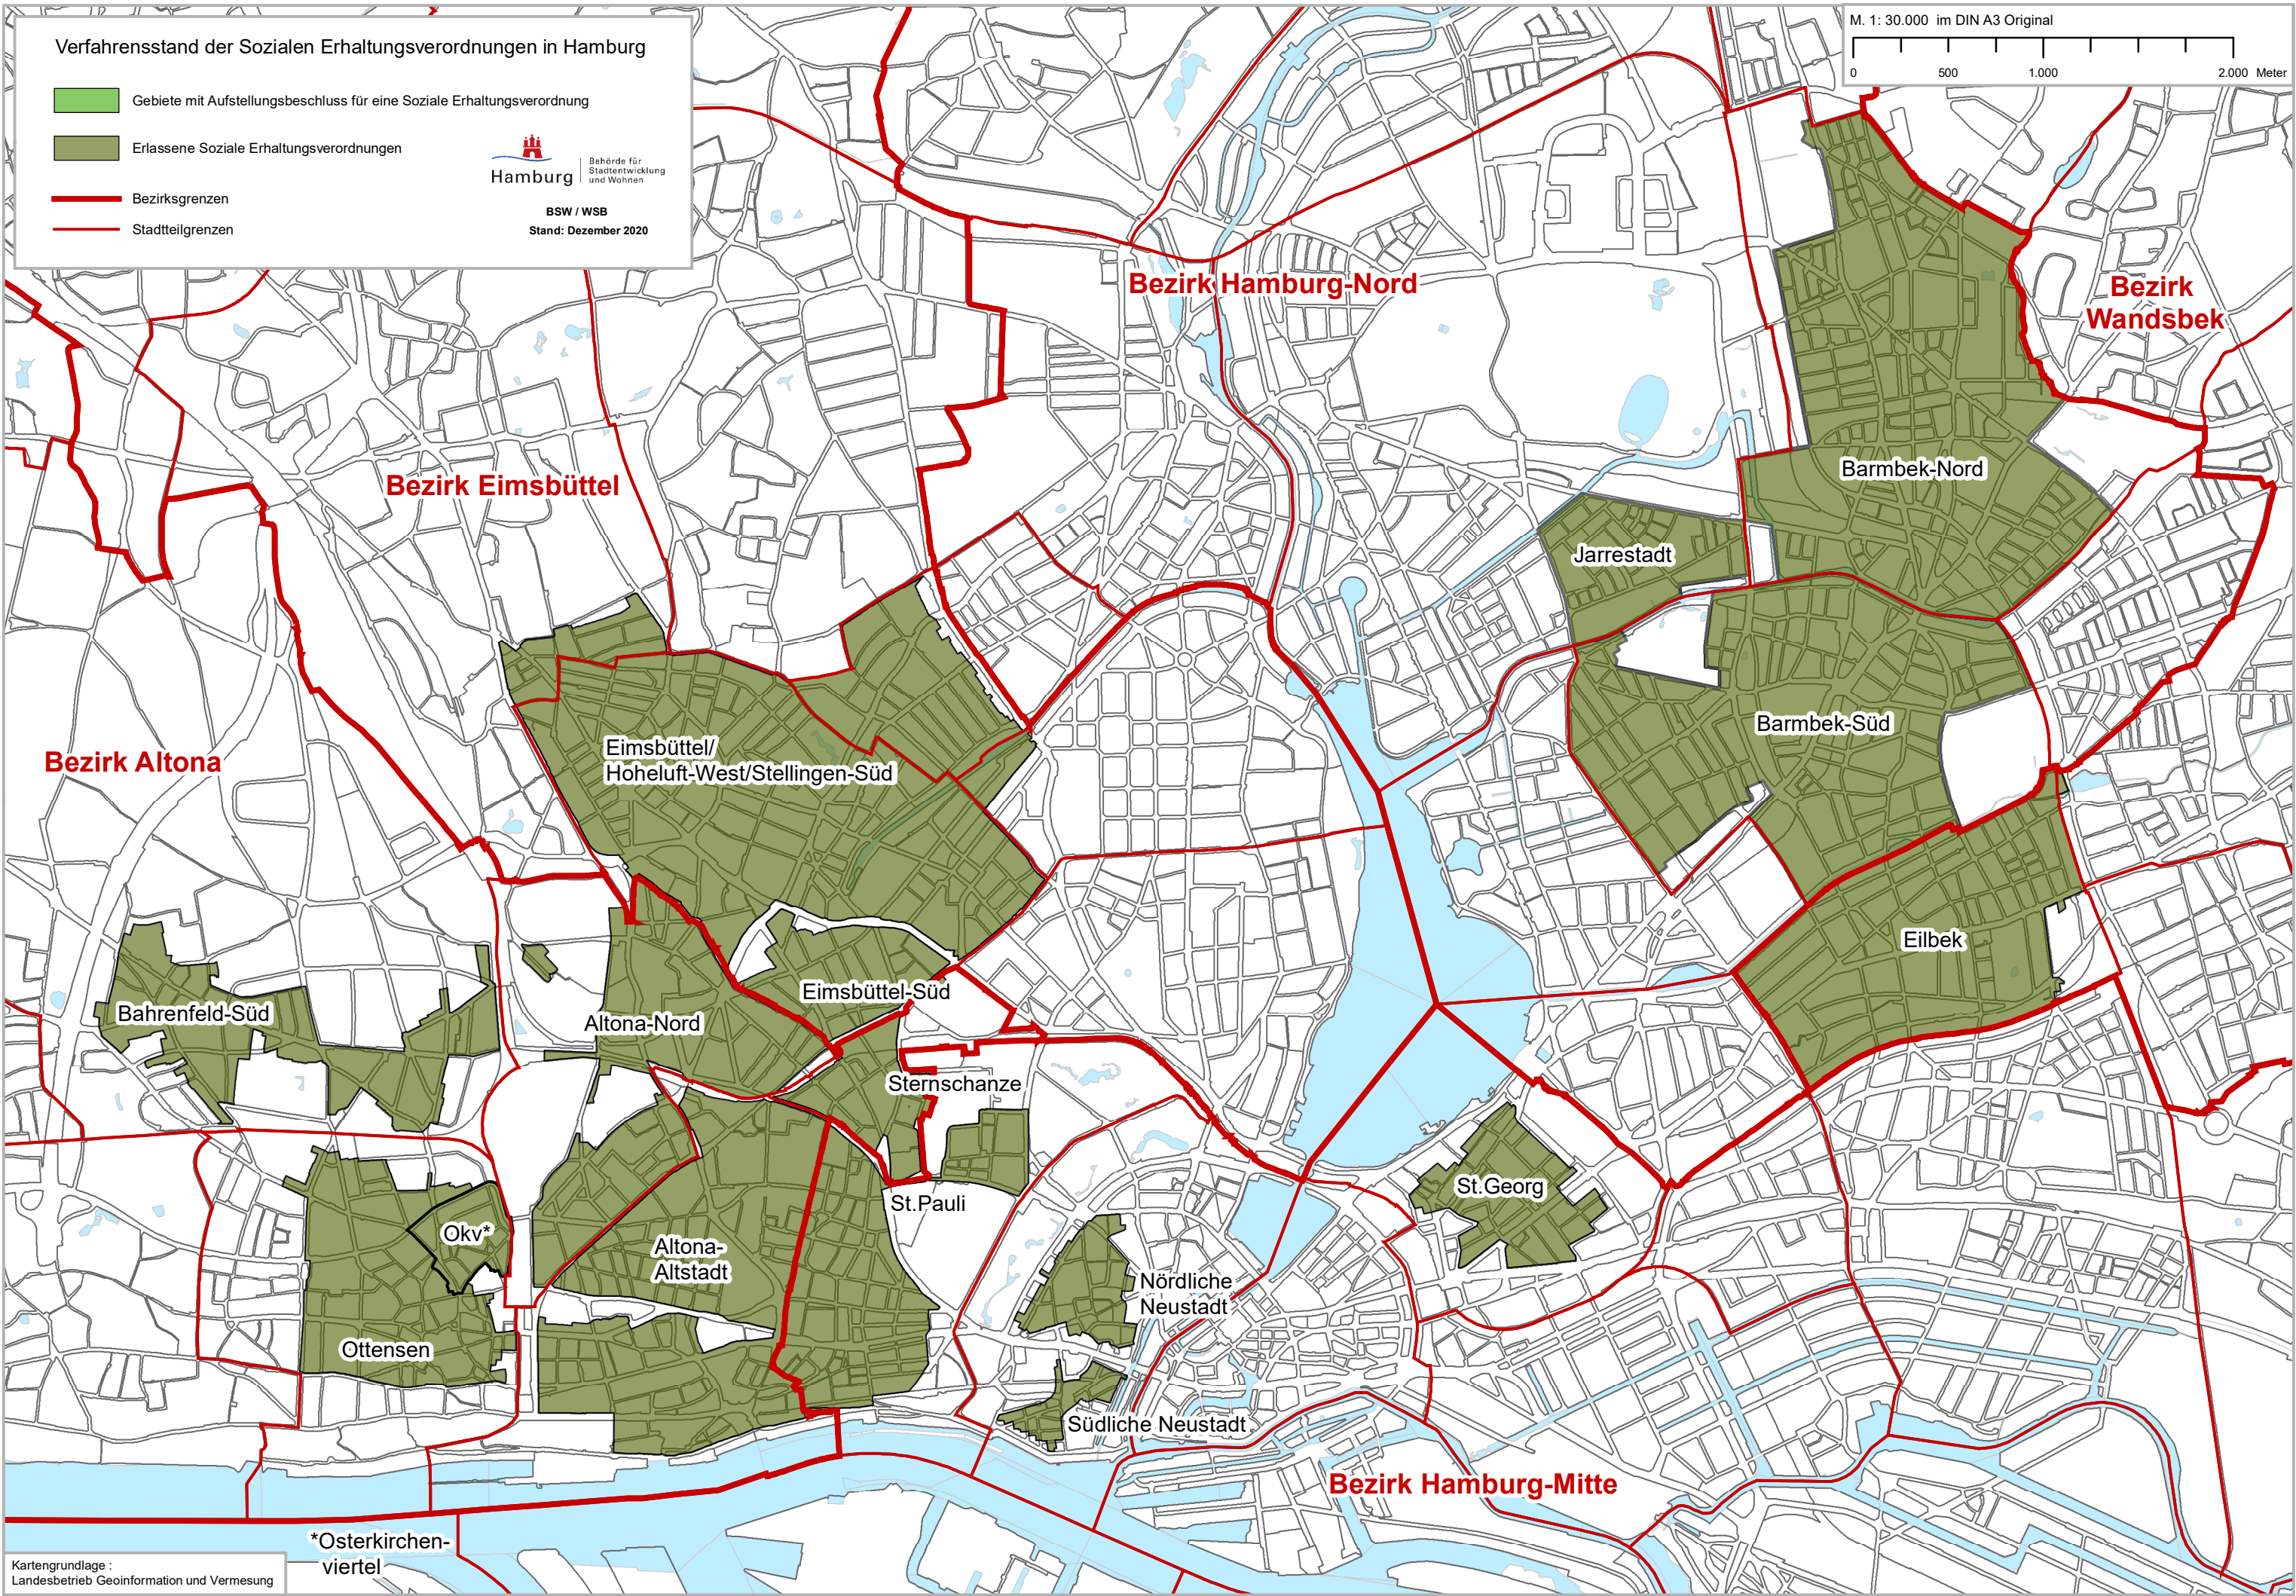 Verfahrensstand der Sozialen Erhaltungsverordnungen in Hamburg
Gebiete mit Aufstellungsbeschluss für eine Soziale Erhaltungsverordnung
Erlassene Soziale Erhaltungsverordnungen
Bezirksgrenzen
Stadtteilgrenzen
Hamburg
Behörde für
Stadtentwicklung
und Wohnen
BSW / WSB
Stand: Dezember 2020
M. 1: 30.000 im DIN A3 Original
0 500 1.000 2.000 Meter
Bezirk Hamburg-Nord
Bezirk
Wandsbek
Bezirk Eimsbüttel
Barmbek-Nord
Jarrestadt
Barmbek-Süd
Eimsbüttel/
Hoheluft-West/Stellingen-Süd
Bezirk Altona
Eilbek
Eimsbüttel-Süd
Bahrenfeld-Süd
Altona-Nord
Sternschanze
St.Georg
St.Pauli
Okv*
Altona-
Altstadt
Nördliche
Neustadt
Ottensen
Südliche Neustadt
Bezirk Hamburg-Mitte
*Osterkirchen-
viertel
Kartengrundlage :
Landesbetrieb Geoinformation und Vermesung